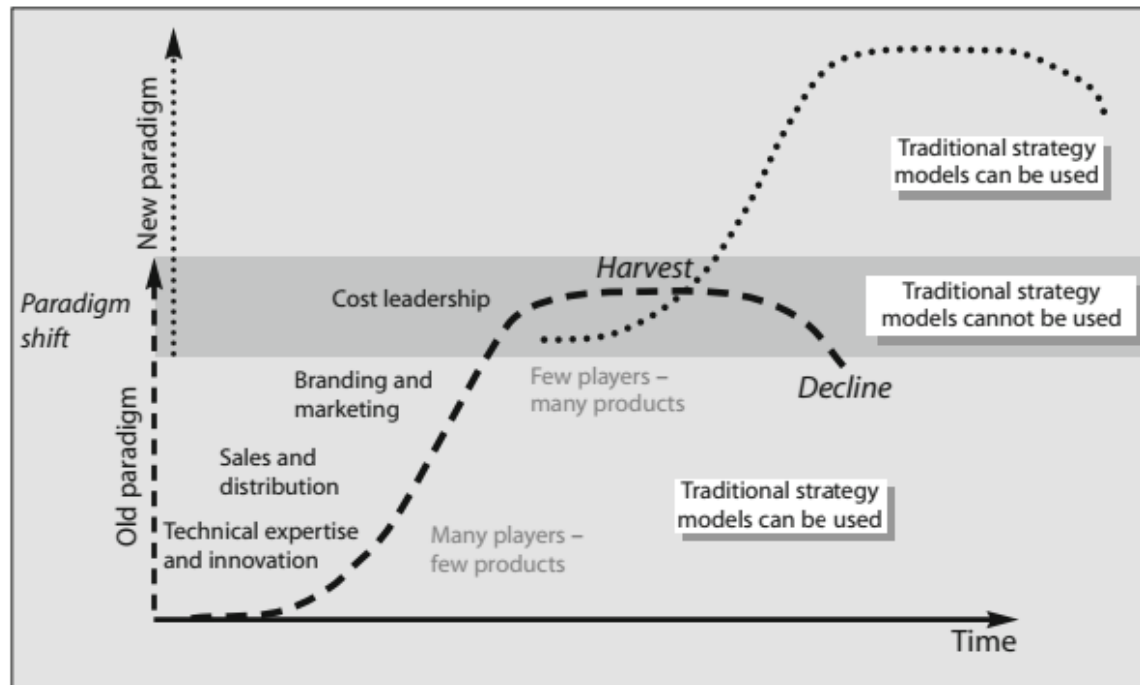 New paradigm
Traditional strategy
models can be used
Harvest
Cost leadership
Paradigm
shift
Traditional strategy
models cannot be used
Branding and
marketing
Few players –
many products
Decline
Old paradigm
Sales and
distribution
Traditional strategy
models can be used
Technical expertise
and innovation
Many players –
few products
Time